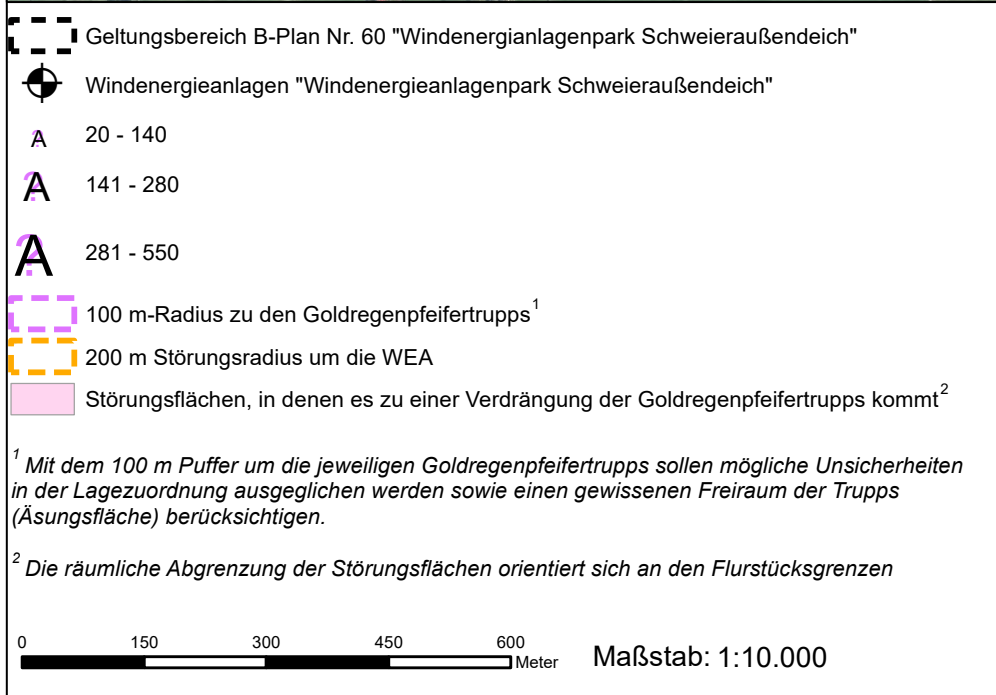 Geltungsbereich B-Plan Nr. 60 "Windenergianlagenpark Schweieraußendeich"
Windenergieanlagen "Windenergieanlagenpark Schweieraußendeich"
?A 20 - 140
?A 141 - 280
?A 281 - 550
100 m-Radius zu den Goldregenpfeifertrupps1
200 m Störungsradius um die WEA
Störungsflächen, in denen es zu einer Verdrängung der Goldregenpfeifertrupps kommt2
1 Mit dem 100 m Puffer um die jeweiligen Goldregenpfeifertrupps sollen mögliche Unsicherheiten
in der Lagezuordnung ausgeglichen werden sowie einen gewissenen Freiraum der Trupps
(Äsungsfläche) berücksichtigen.
2 Die räumliche Abgrenzung der Störungsflächen orientiert sich an den Flurstücksgrenzen
0 150 300 450 600
Meter Maßstab: 1:10.000